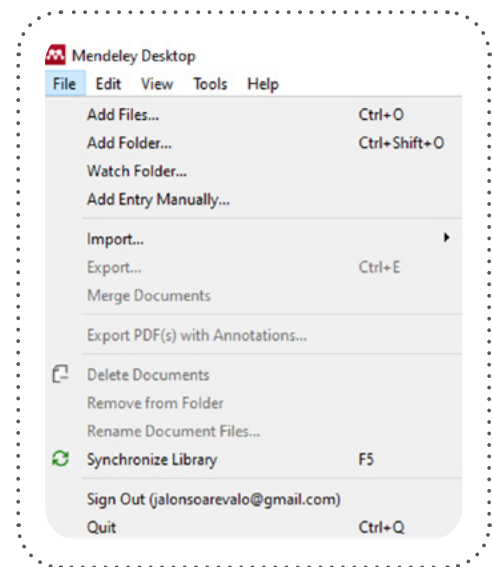 Mendeley Desktop
File Edit View Tools Help
Add Files... Ctrl+O
Add Folder... Ctrl+Shift+O
Watch Folder...
Add Entry Manually...
Import...
Export... Ctrl+E
Merge Documents
Export PDF(s) with Annotations...
Delete Documents
Remove from Folder
Rename Document Files...
Synchronize Library F5
Sign Out (jalonsoarevalo@gmail.com)
Quit Ctrl+Q